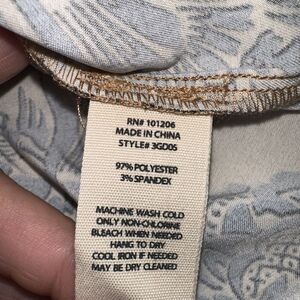 RN# 101206
MADE IN CHINA
STYLE# 3GD05
97% POLYESTER
3% SPANDEX
MACHINE WASH COLD
ONLY NON-CHLORINE
BLEACH WHEN NEEDED
HANG TO DRY
COOL IRON IF NEEDED
MAY BE DRY CLEANED